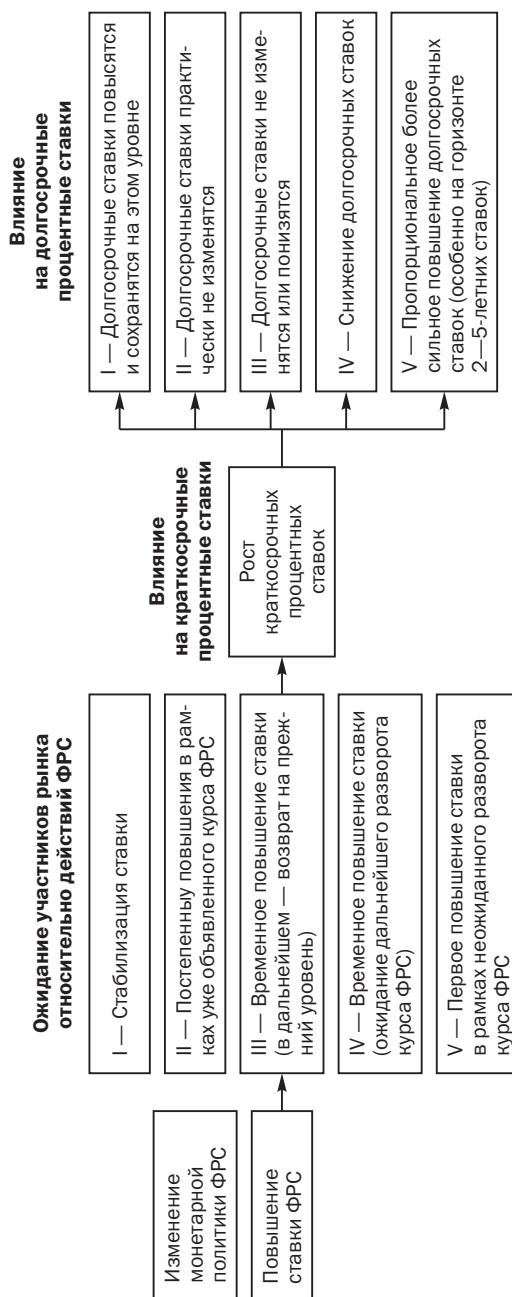 Изменение
монетарной
политики ФРС
Повышение
ставки ФРС
Ожидание участников рынка
относительно действий ФРС
I — Стабилизация ставки
II — Постепенныу повышения в рам-
ках уже объявленного курса ФРС
III — Временное повышение ставки
(в дальнейшем — возврат на преж-
ний уровень)
IV — Временное повышение ставки
(ожидание дальнейшего разворота
курса ФРС)
V — Первое повышение ставки
в рамках неожиданного разворота
курса ФРС
Влияние
на краткосрочные
процентные ставки
Рост
краткосрочных
процентных
ставок
Влияние
на долгосрочные
процентные ставки
I — Долгосрочные ставки повысятся
и сохранятся на этом уровне
II — Долгосрочные ставки практи-
чески не изменятся
III — Долгосрочные ставки не изме-
нятся или понизятся
IV — Снижение долгосрочных ставок
V — Пропорциональное более
сильное повышение долгосрочных
ставок (особенно на горизонте
2—5-летних ставок)